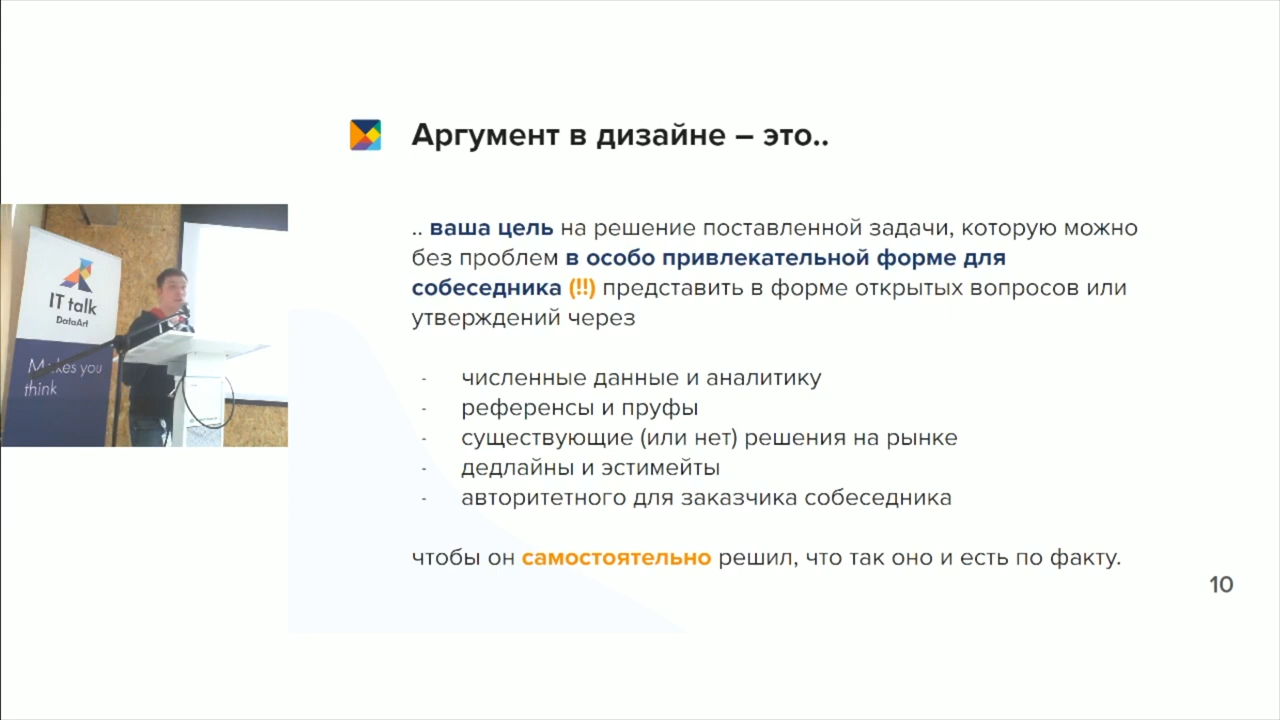 Аргумент в дизайне – это..
.. ваша цель на решение поставленной задачи, которую можно
без проблем в особо привлекательной форме для
собеседника (!!) представить в форме открытых вопросов или
утверждений через
- численные данные и аналитику
- референсы и пруфы
- существующие (или нет) решения на рынке
- дедлайны и эстимейты
- авторитетного для заказчика собеседника
чтобы он самостоятельно решил, что так оно и есть по факту.
10
IT talk
DataArt
Makes you
think